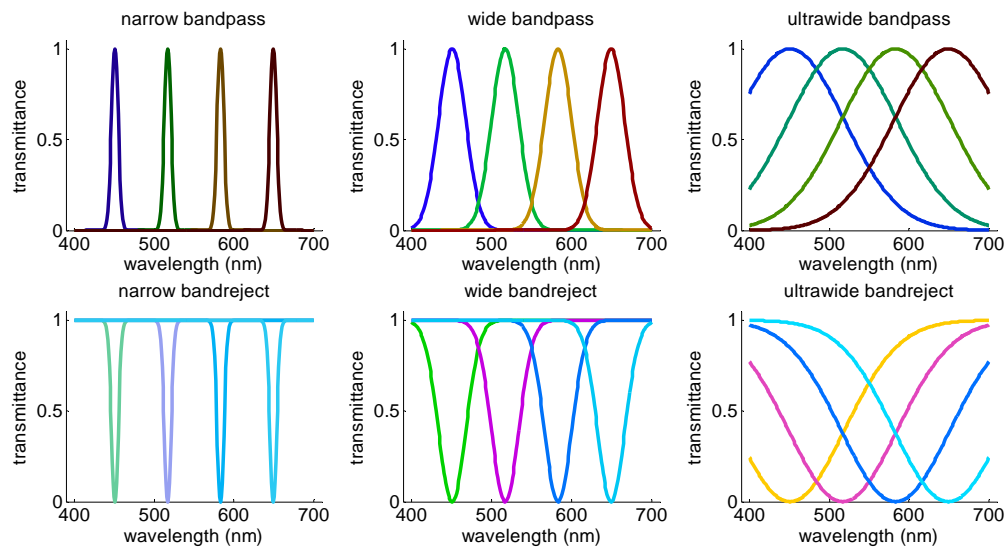 narrow bandpass
1
0.5
0
transmittance
400 500 600 700
wavelength (nm)
wide bandpass
1
0.5
0
transmittance
400 500 600 700
wavelength (nm)
ultrawide bandpass
1
0.5
0
transmittance
400 500 600 700
wavelength (nm)
narrow bandreject
1
0.5
0
transmittance
400 500 600 700
wavelength (nm)
wide bandreject
1
0.5
0
transmittance
400 500 600 700
wavelength (nm)
ultrawide bandreject
1
0.5
0
transmittance
400 500 600 700
wavelength (nm)